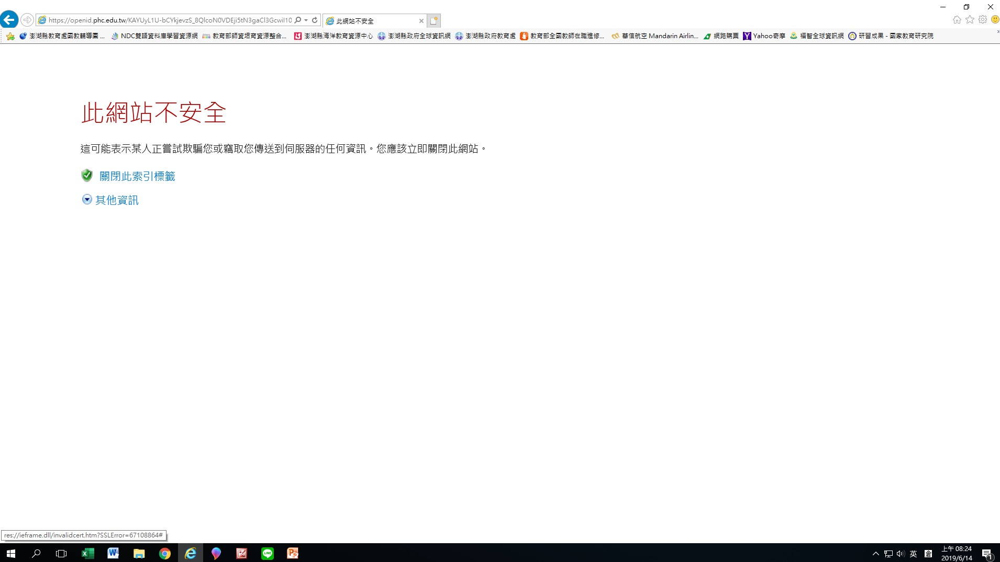 https://openid.phc.edu.tw/KAYUyL1U-bCYkjevzS_8QlcoN0VDEji5tN3gaCl3Gcwil10
此網站不安全
澎湖縣教育處國教輔導團 ...
NDC雙語資料庫學習資源網
教育部師資培育資源整合...
澎湖縣海洋教育資源中心
澎湖縣政府全球資訊網
澎湖縣政府教育處
教育部全國教師在職進修...
華信航空 Mandarin Airlin...
網路購票
Yahoo奇摩
福智全球資訊網
研習成果 - 國家教育研究院
此網站不安全
這可能表示某人正嘗試欺騙您或竊取您傳送到伺服器的任何資訊。您應該立即關閉此網站。
關閉此索引標籤
其他資訊
res://ieframe.dll/invalidcert.htm?SSLError=67108864#
英
倉
上午 08:24
2019/6/14
1